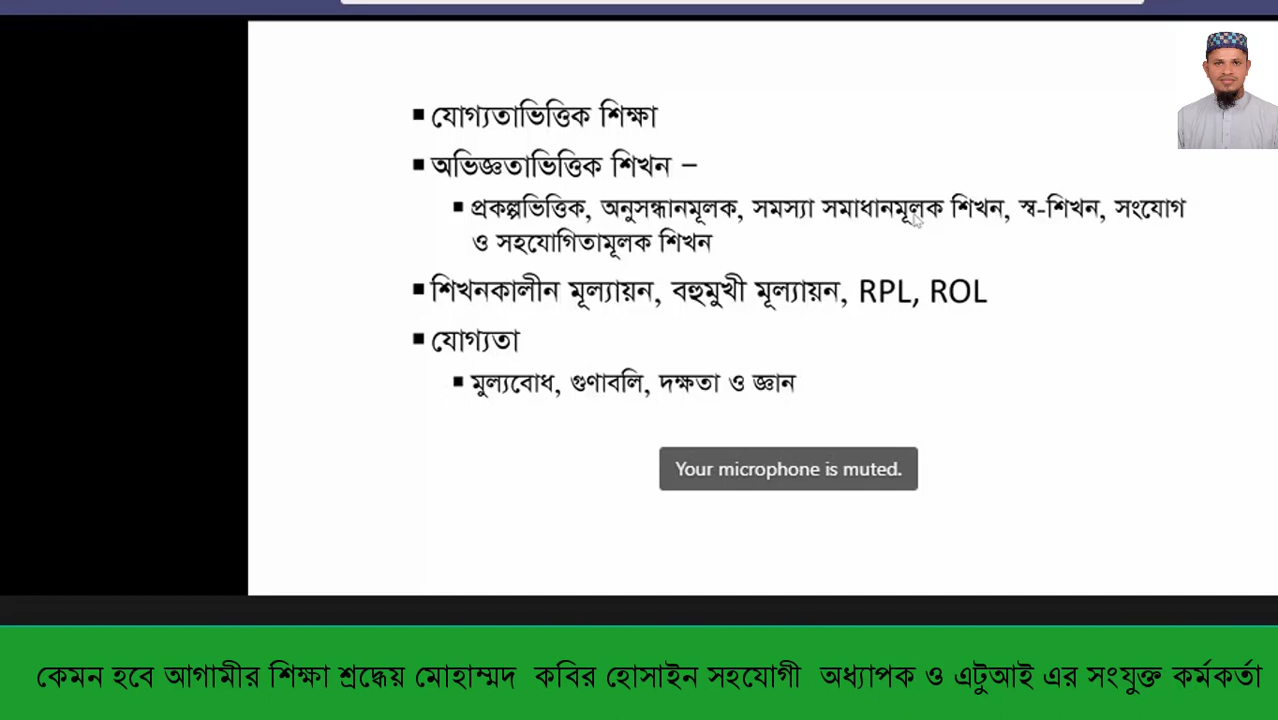 যোগ্যতাভিত্তিক শিক্ষা
অভিজ্ঞতাভিত্তিক শিখন –
প্রকল্পভিত্তিক, অনুসন্ধানমূলক, সমস্যা সমাধানমূলক শিখন, স্ব-শিখন, সংযোগ
ও সহযোগিতামূলক শিখন
শিখনকালীন মূল্যায়ন, বহুমুখী মূল্যায়ন, RPL, ROL
যোগ্যতা
মুল্যবোধ, গুণাবলি, দক্ষতা ও জ্ঞান
Your microphone is muted.
কেমন হবে আগামীর শিক্ষা শ্রদ্ধেয় মোহাম্মদ কবির হোসাইন সহযোগী অধ্যাপক ও এটুআই এর সংযুক্ত কর্মকর্তা